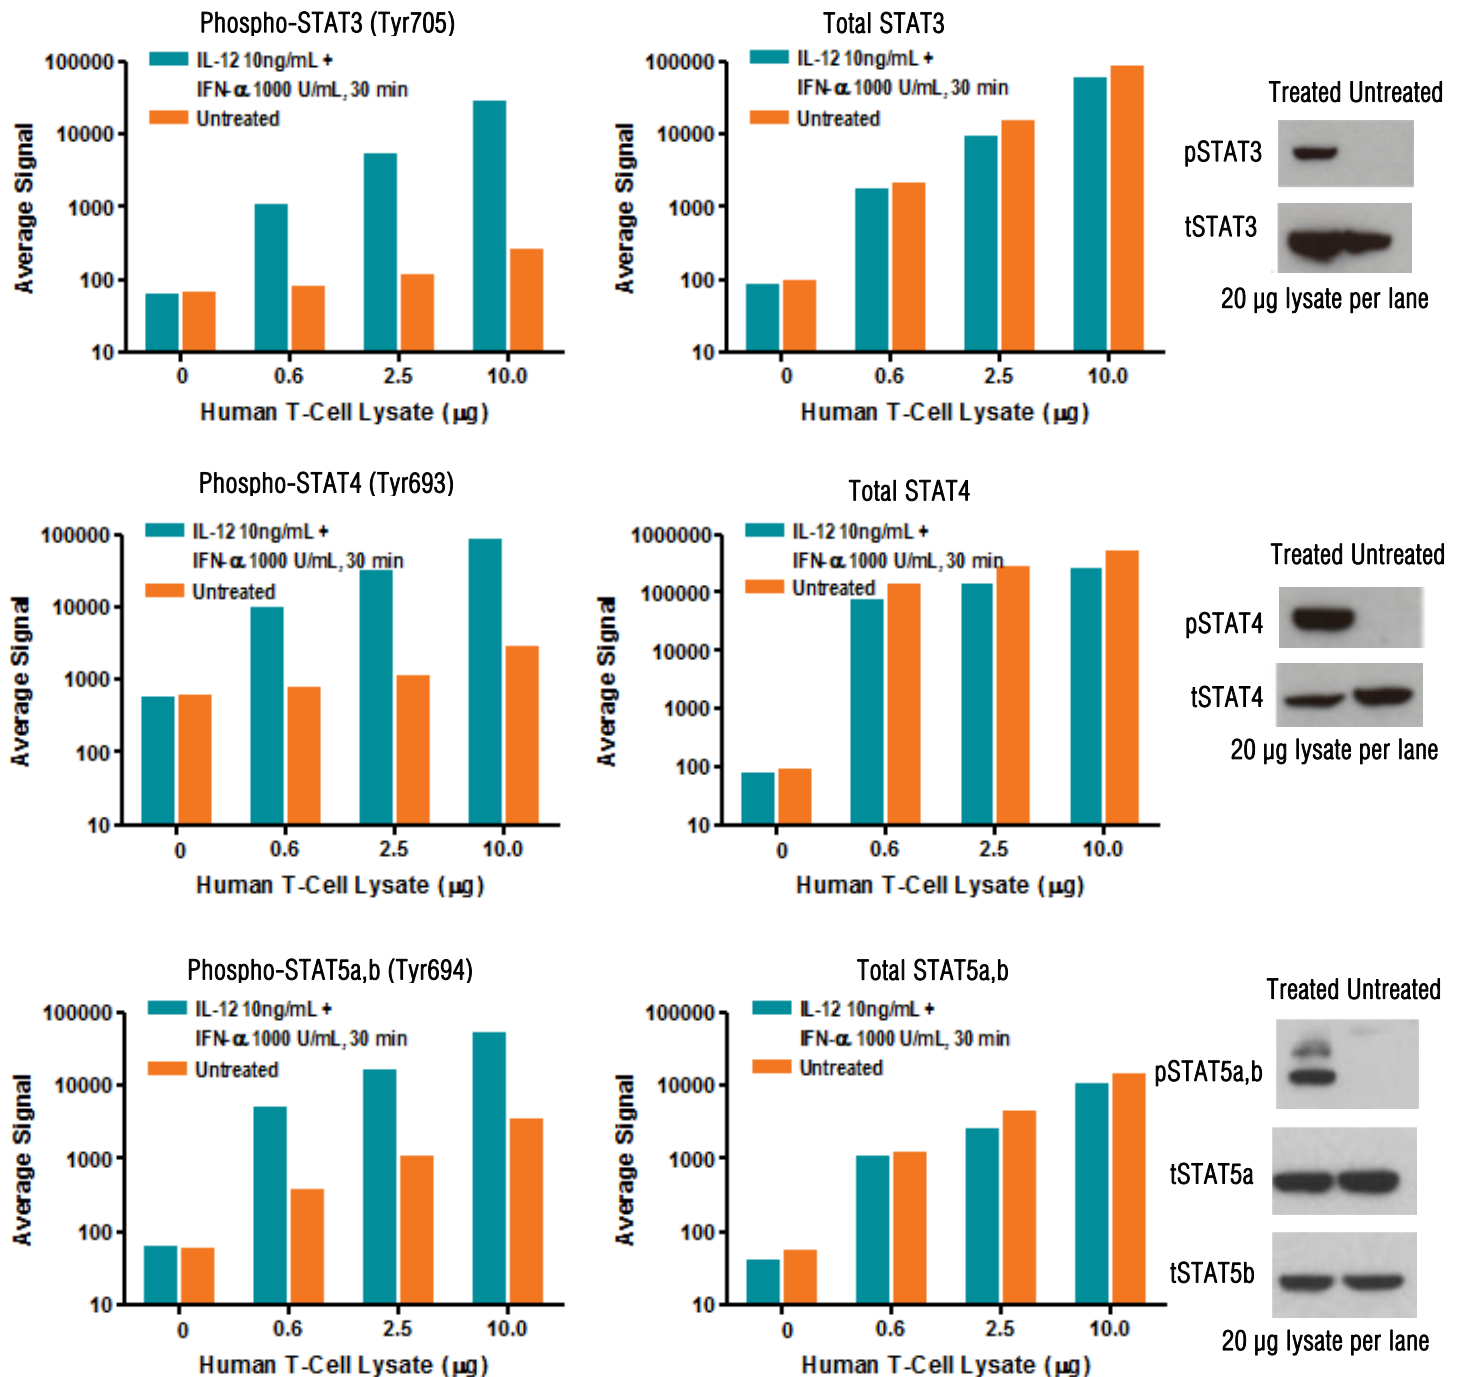 Phospho-STAT3 (Tyr705)
IL-12 10ng/mL +
IFN-α 1000 U/mL, 30 min
Untreated
100000
10000
1000
100
10
Average Signal
0 0.6 2.5 10.0
Human T-Cell Lysate (µg)
Total STAT3
IL-12 10ng/mL +
IFN-α 1000 U/mL, 30 min
Untreated
100000
10000
1000
100
10
Average Signal
0 0.6 2.5 10.0
Human T-Cell Lysate (µg)
Treated Untreated
pSTAT3
tSTAT3
20 µg lysate per lane
Phospho-STAT4 (Tyr693)
IL-12 10ng/mL +
IFN-α 1000 U/mL, 30 min
Untreated
100000
10000
1000
100
10
Average Signal
0 0.6 2.5 10.0
Human T-Cell Lysate (µg)
Total STAT4
IL-12 10ng/mL +
IFN-α 1000 U/mL, 30 min
Untreated
1000000
100000
10000
1000
100
10
Average Signal
0 0.6 2.5 10.0
Human T-Cell Lysate (µg)
Treated Untreated
pSTAT4
tSTAT4
20 µg lysate per lane
Phospho-STAT5a,b (Tyr694)
IL-12 10ng/mL +
IFN-α 1000 U/mL, 30 min
Untreated
100000
10000
1000
100
10
Average Signal
0 0.6 2.5 10.0
Human T-Cell Lysate (µg)
Total STAT5a,b
IL-12 10ng/mL +
IFN-α 1000 U/mL, 30 min
Untreated
100000
10000
1000
100
10
Average Signal
0 0.6 2.5 10.0
Human T-Cell Lysate (µg)
Treated Untreated
pSTAT5a,b
tSTAT5a
tSTAT5b
20 µg lysate per lane